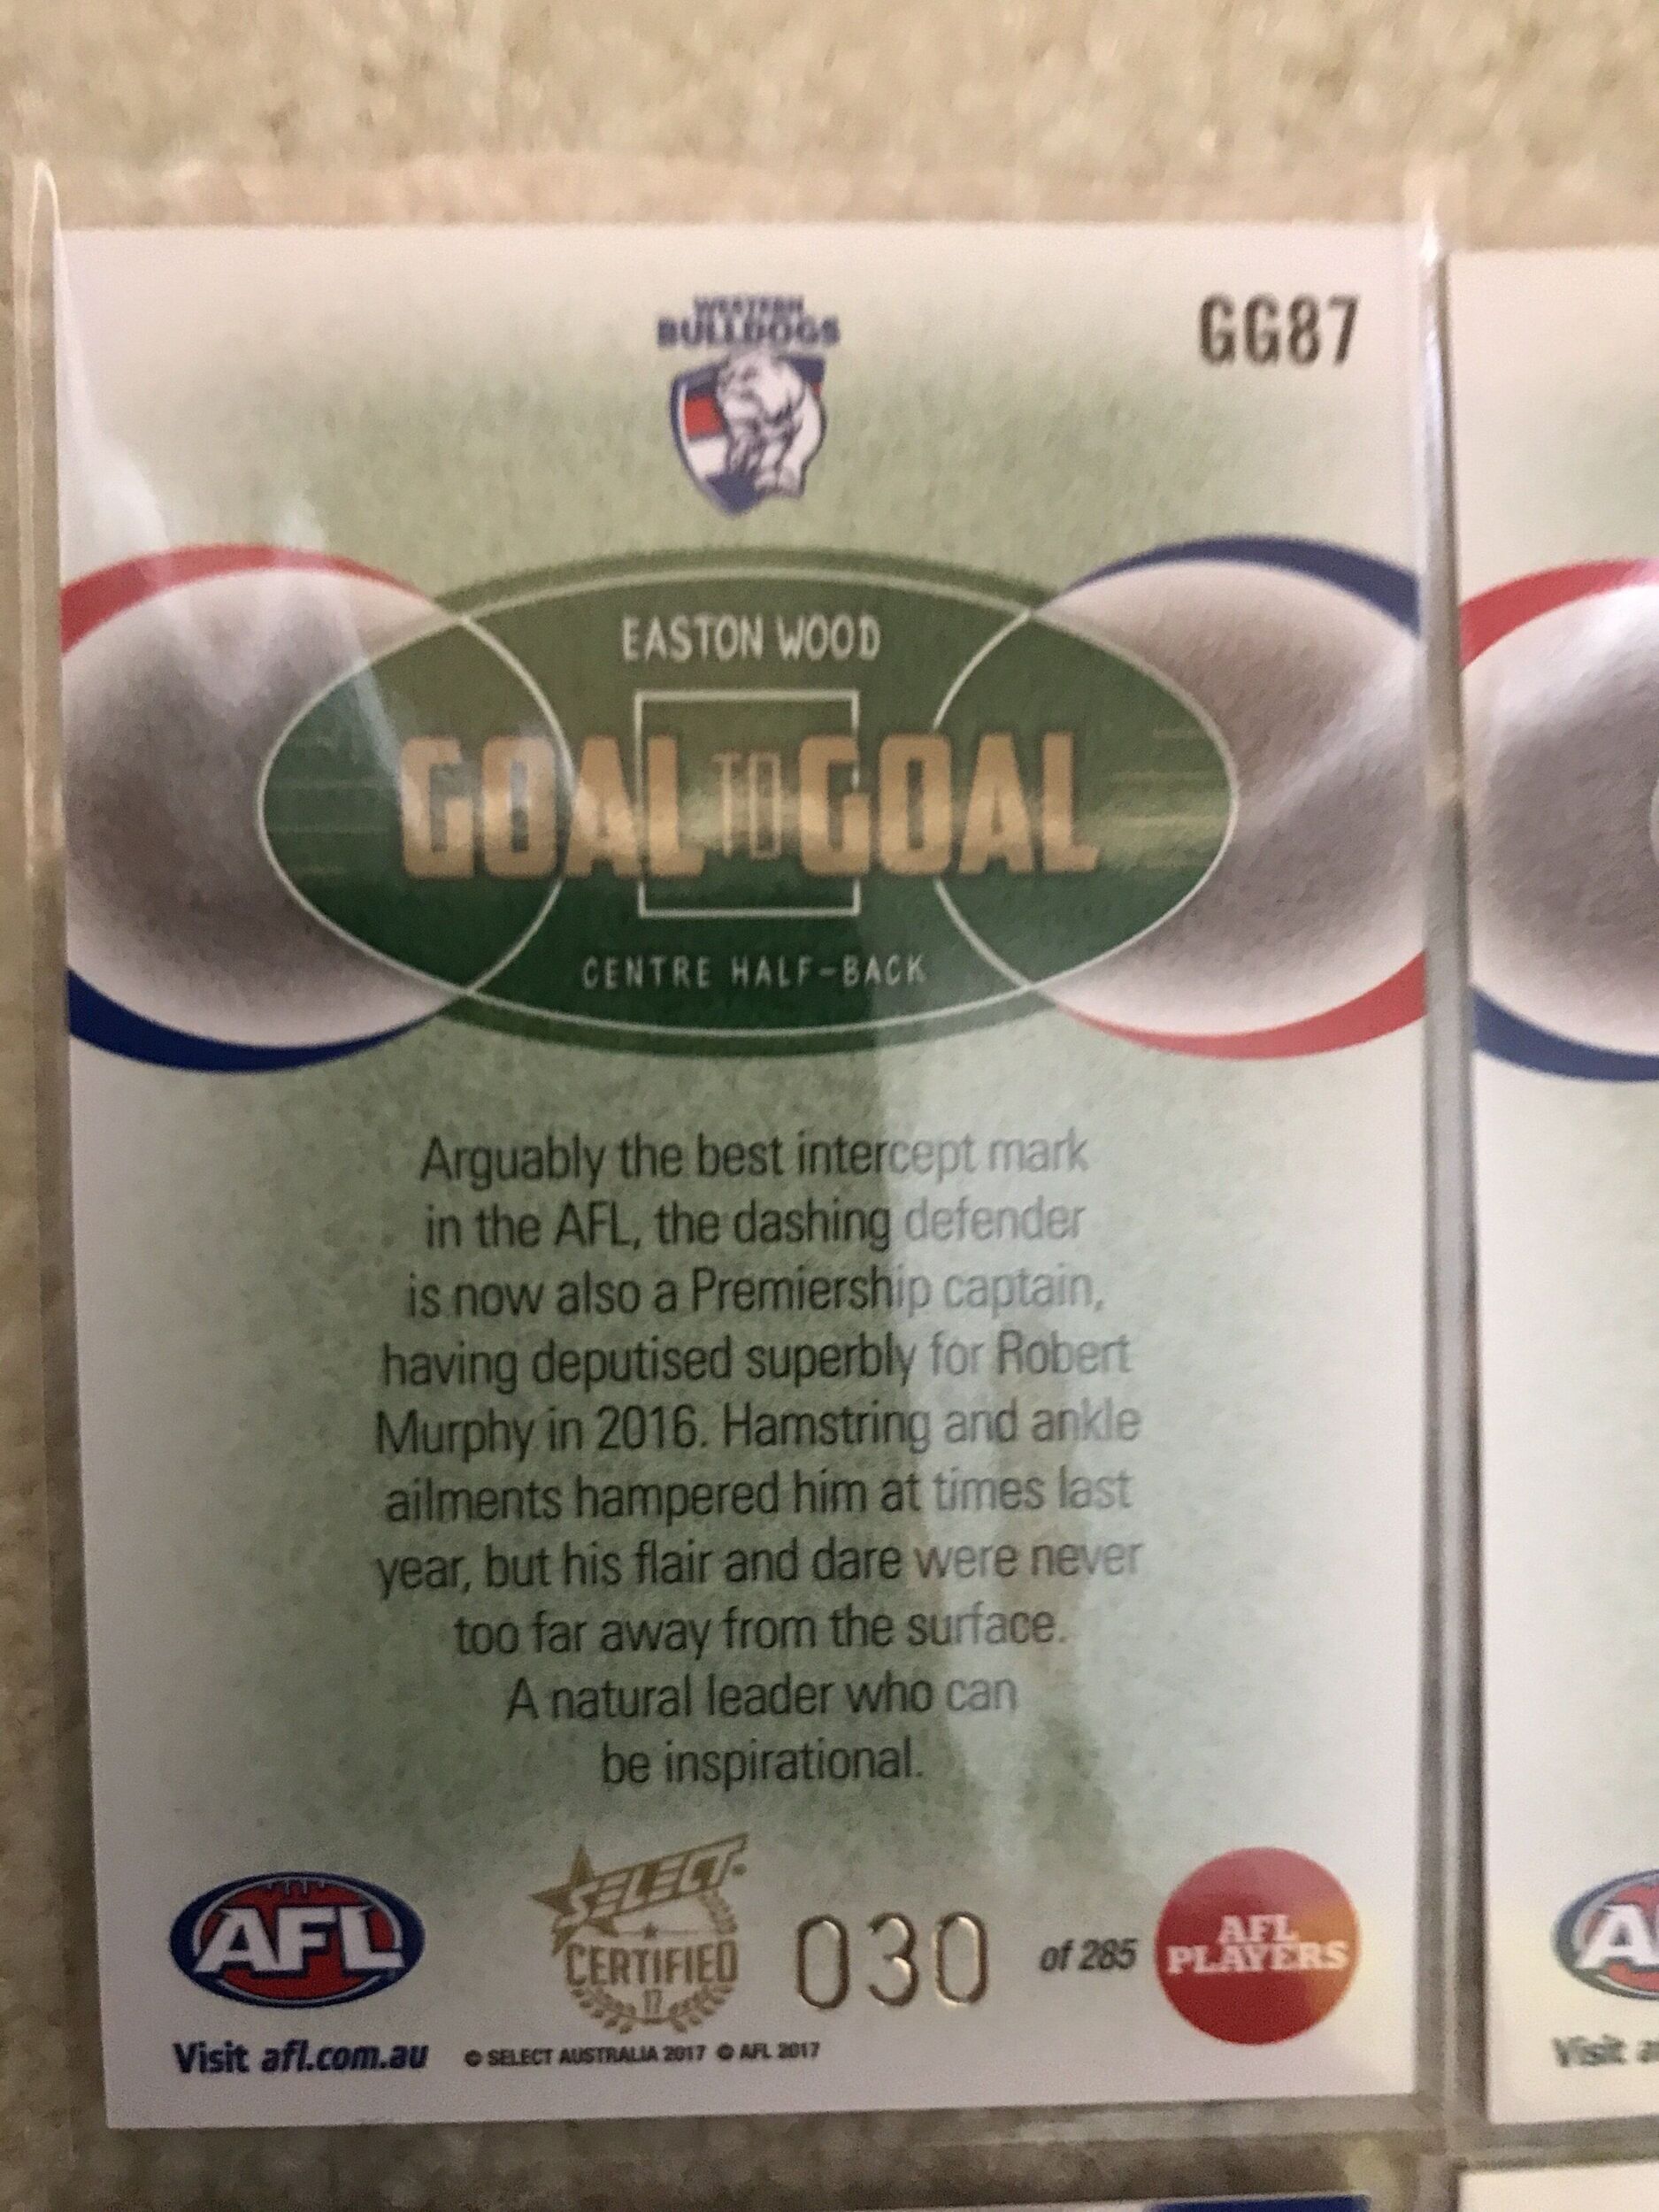 WESTERN
BULLDOGS
GG87
EASTON WOOD
GOAL TO GOAL
CENTRE HALF-BACK
Arguably the best intercept mark
in the AFL, the dashing defender
is now also a Premiership captain,
having deputised superbly for Robert
Murphy in 2016. Hamstring and ankle
ailments hampered him at times last
year, but his flair and dare were never
too far away from the surface.
A natural leader who can
be inspirational.
AFL
SELECT
CERTIFIED
17
030 of 285
AFL
PLAYERS
Visit afl.com.au
© SELECT AUSTRALIA 2017 © AFL 2017
A
Visit a